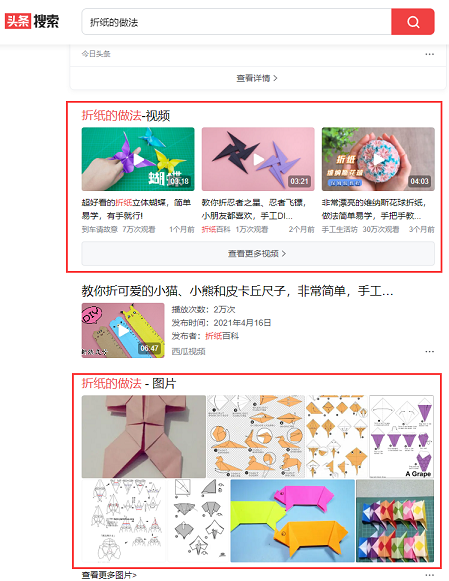 头条 搜索
折纸的做法
今日头条
查看详情 >
折纸的做法-视频
折纸
维纳斯花球
蝴蝶
03:18
03:21
04:03
超好看的折纸立体蝴蝶，简单易学，有手就行!
教你折忍者之星、忍者飞镖，小朋友都喜欢，手工DI...
非常漂亮的维纳斯花球折纸，做法简单易学，手把手教...
到车请故意 7万次观看 1个月前
折纸百科 1万次观看 2个月前
手工生活坊 30万次观看 3个月前
查看更多视频 >
教你折可爱的小猫、小熊和皮卡丘尺子，非常简单，手工...
DIY
06:47
播放次数：2万次
发布时间：2021年4月16日
发布者：折纸百科
西瓜视频
折纸的做法 - 图片
A Grape
查看更多图片>